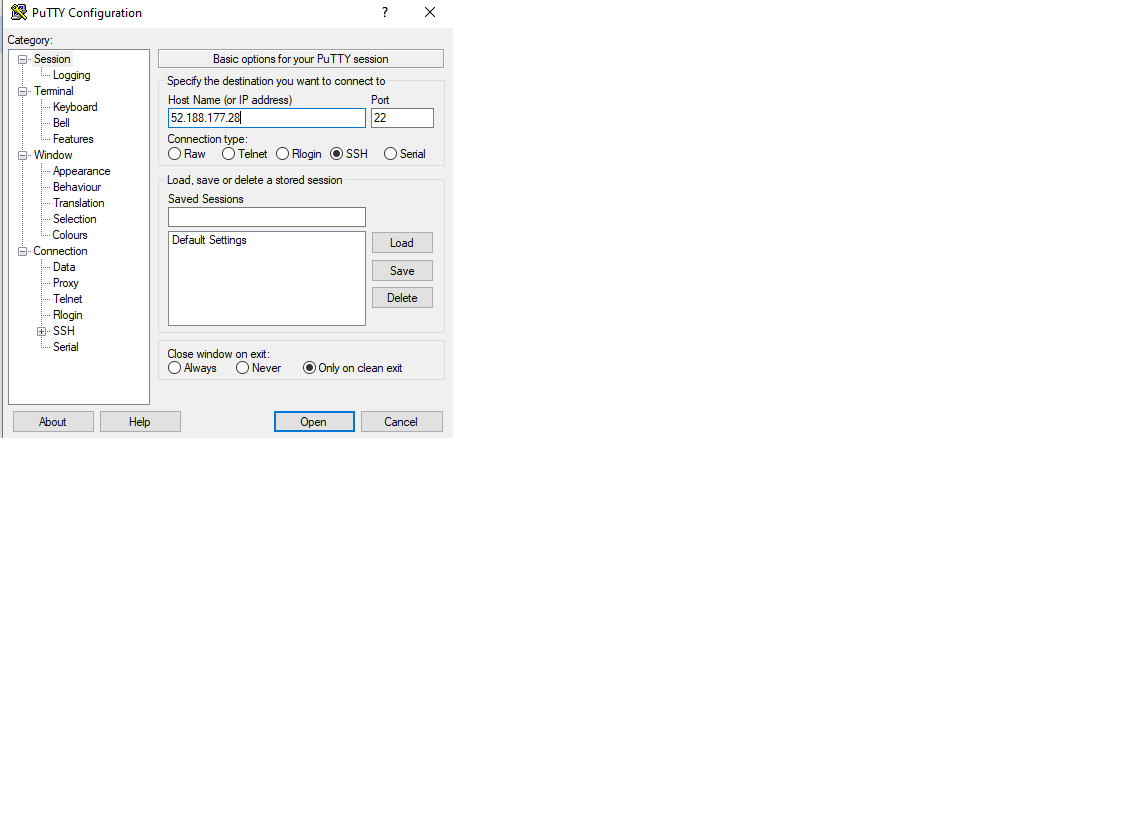 PuTTY Configuration
?
Category:
Session
Logging
Terminal
Keyboard
Bell
Features
Window
Appearance
Behaviour
Translation
Selection
Colours
Connection
Data
Proxy
Telnet
Rlogin
SSH
Serial
Basic options for your PuTTY session
Specify the destination you want to connect to
Host Name (or IP address) Port
52.188.177.28 22
Connection type:
Raw Telnet Rlogin SSH Serial
Load, save or delete a stored session
Saved Sessions
Default Settings
Load
Save
Delete
Close window on exit:
Always Never Only on clean exit
About Help Open Cancel